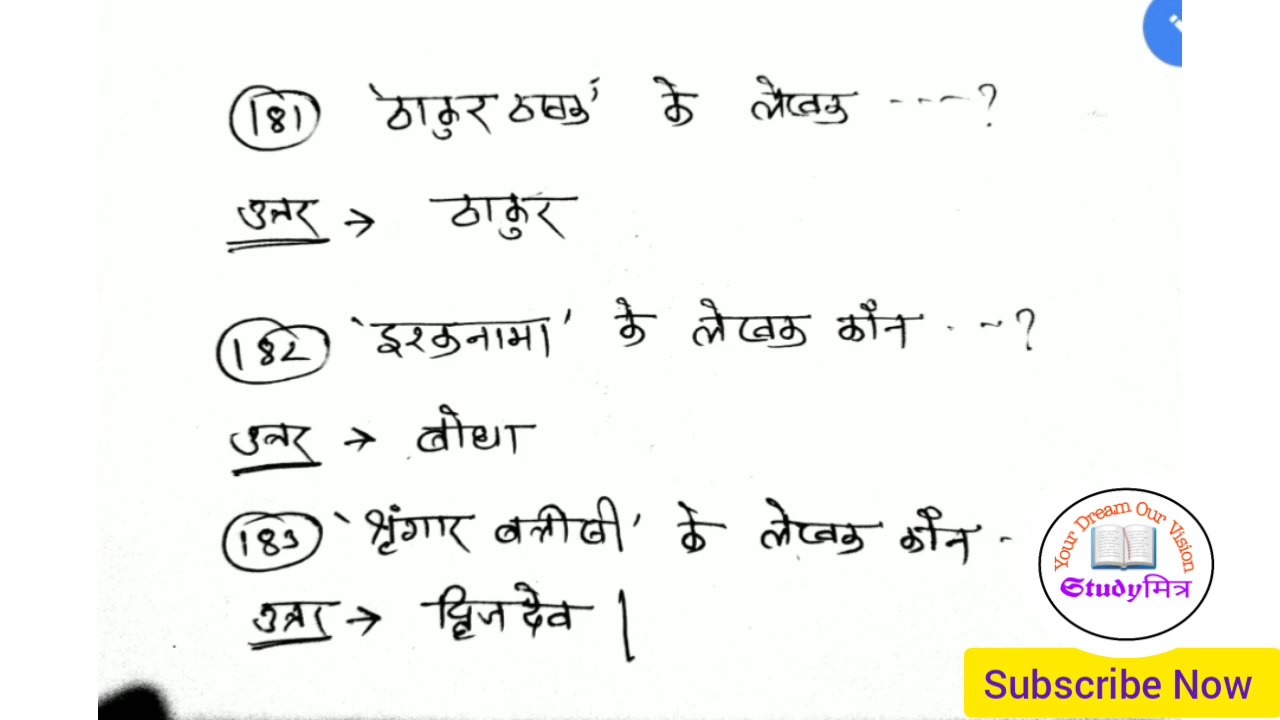 181 'ठाकुर ठसक' के लेखक ----?
उत्तर → ठाकुर
182 'इश्कनामा' के लेखक कौन ..~?
उत्तर → बोधा
183 'श्रृंगार बत्तीसी' के लेखक कौन -
उत्तर → द्विजदेव |
Your Dream Our Vision
Studyमित्र
Subscribe Now